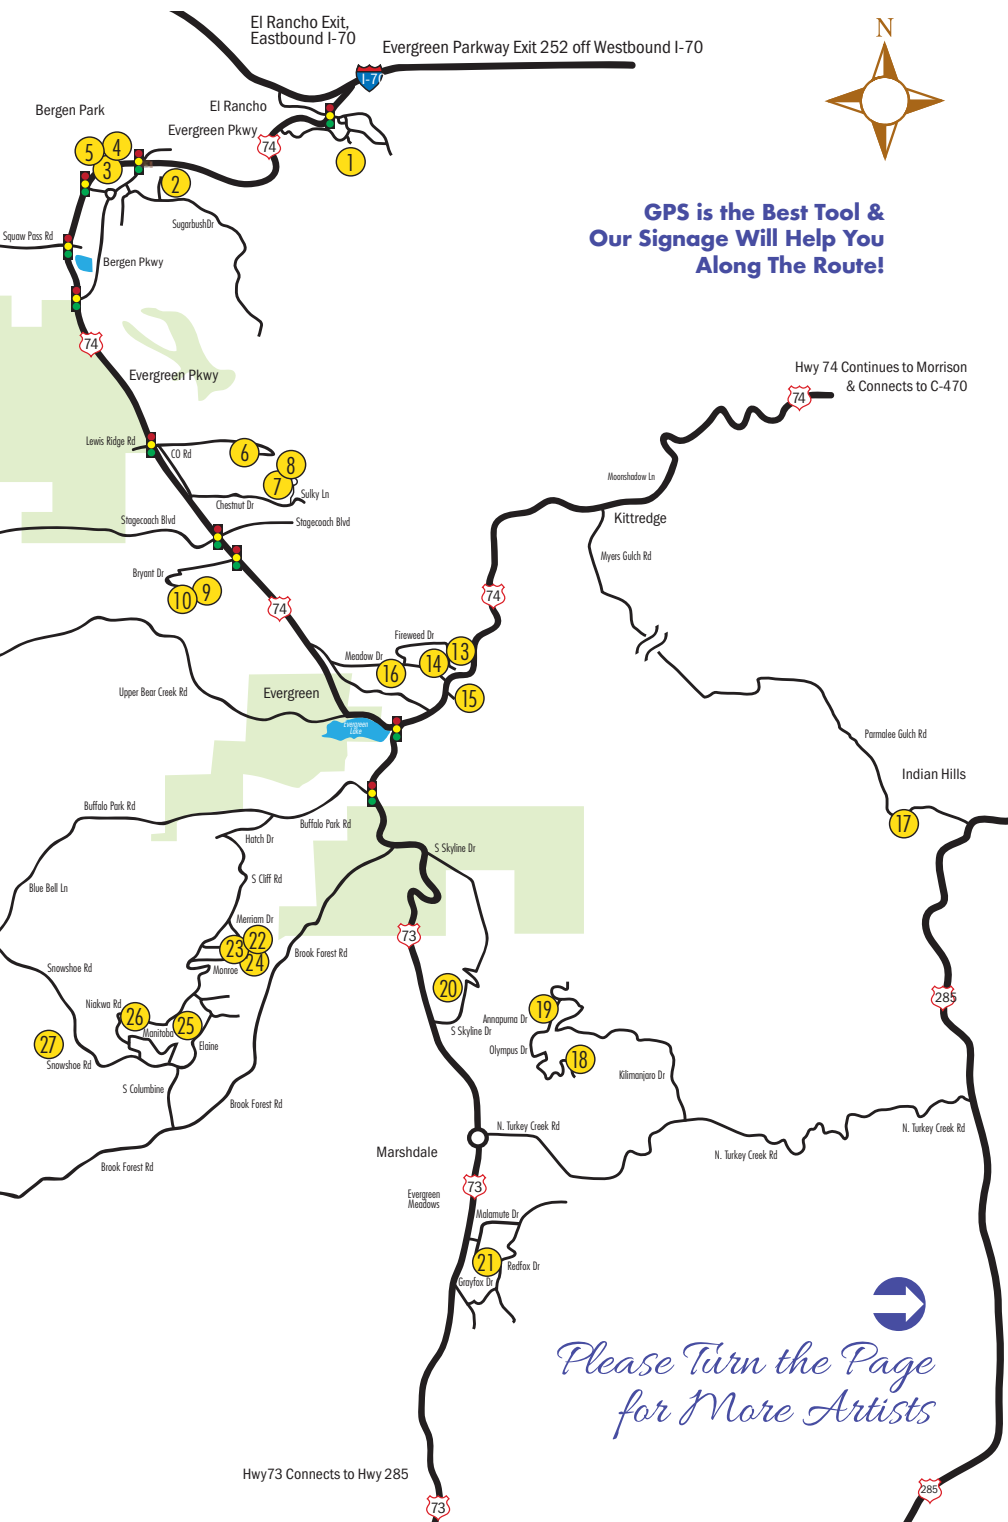 El Rancho Exit,
Eastbound I-70
Evergreen Parkway Exit 252 off Westbound I-70
N
I-70
El Rancho
Bergen Park
Evergreen Pkwy
74
1
5
4
3
2
GPS is the Best Tool &
Our Signage Will Help You
Along The Route!
SugarbushDr
Squaw Pass Rd
Bergen Pkwy
74
Evergreen Pkwy
Hwy 74 Continues to Morrison
& Connects to C-470
74
Lewis Ridge Rd
CO Rd
6
8
7
Sulky Ln
Chestnut Dr
Moonshadow Ln
Kittredge
Stagecoach Blvd
Stagecoach Blvd
Myers Gulch Rd
Bryant Dr
10
9
74
74
Fireweed Dr
Meadow Dr
13
14
16
15
Upper Bear Creek Rd
Evergreen
Evergreen
Lake
Parmalee Gulch Rd
Indian Hills
17
Buffalo Park Rd
Buffalo Park Rd
Hatch Dr
S Skyline Dr
S Cliff Rd
Blue Bell Ln
Merriam Dr
22
23
24
Monroe
73
Brook Forest Rd
Snowshoe Rd
20
285
Niakwa Rd
26
Manitoba
25
Elaine
19
Annapurna Dr
S Skyline Dr
Olympus Dr
18
27
Snowshoe Rd
Kilimanjaro Dr
S Columbine
Brook Forest Rd
N. Turkey Creek Rd
N. Turkey Creek Rd
N. Turkey Creek Rd
Marshdale
Brook Forest Rd
73
Evergreen
Meadows
Malamute Dr
21
Redfox Dr
Grayfox Dr
Please Turn the Page
for More Artists
Hwy73 Connects to Hwy 285
285
73